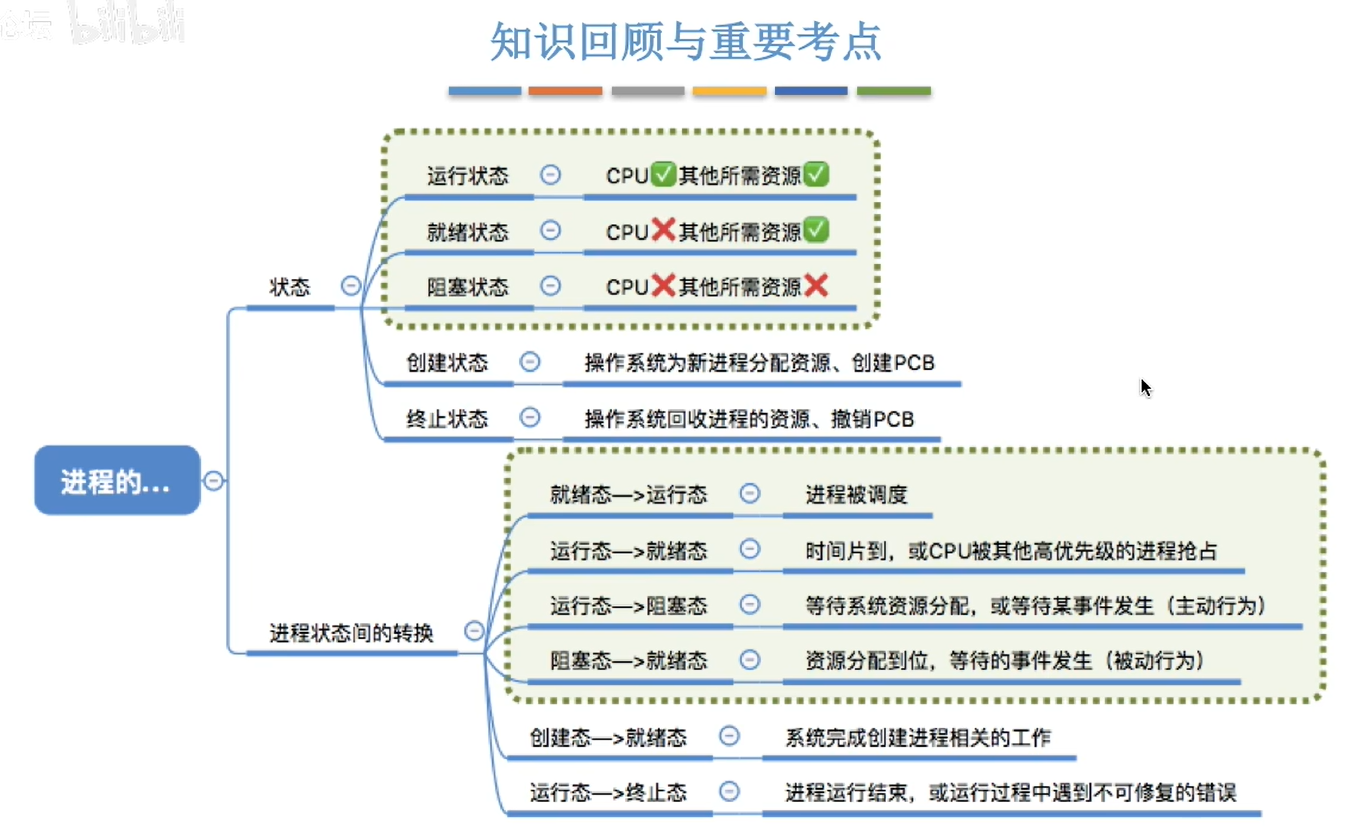 论坛 bilibili
知识回顾与重要考点
进程的...
状态
运行状态 CPU✅其他所需资源✅
就绪状态 CPU❌其他所需资源✅
阻塞状态 CPU❌其他所需资源❌
创建状态 操作系统为新进程分配资源、创建PCB
终止状态 操作系统回收进程的资源、撤销PCB
进程状态间的转换
就绪态—>运行态 进程被调度
运行态—>就绪态 时间片到，或CPU被其他高优先级的进程抢占
运行态—>阻塞态 等待系统资源分配，或等待某事件发生（主动行为）
阻塞态—>就绪态 资源分配到位，等待的事件发生（被动行为）
创建态—>就绪态 系统完成创建进程相关的工作
运行态—>终止态 进程运行结束，或运行过程中遇到不可修复的错误